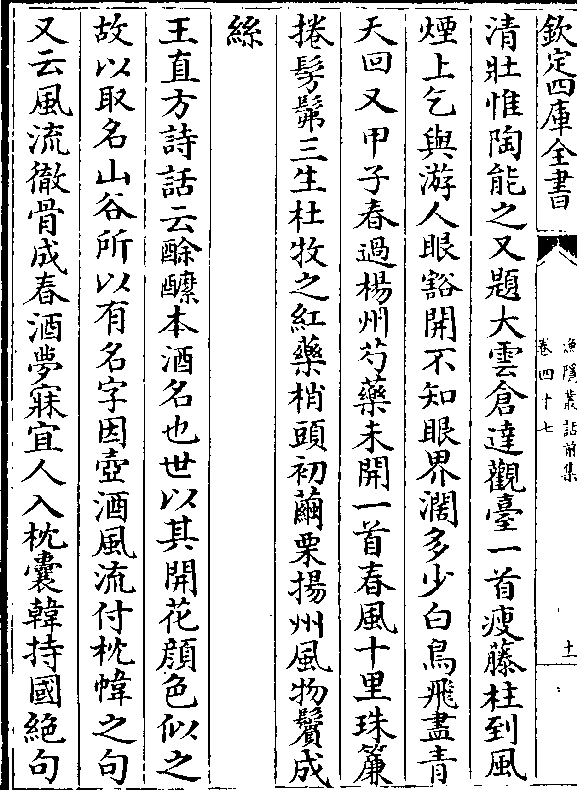 欽定四庫全書
漁隱叢話前集
卷四十七
十一
清壯惟陶能之又題大雲倉達觀臺一首瘦藤柱到風
煙上乞與游人眼豁開不知眼界濶多少白鳥飛盡青
天回又甲子春過楊州芍藥未開一首春風十里珠簾
捲髣髴三生杜牧之紅藥梢頭初繭栗揚州風物鬢成
絲
王直方詩話云酴醿本酒名也世以其開花顔色似之
故以取名山谷所以有名字因壺酒風流付枕幃之句
又云風流徹骨成春酒夢寐宜人入枕囊韓持國絶句